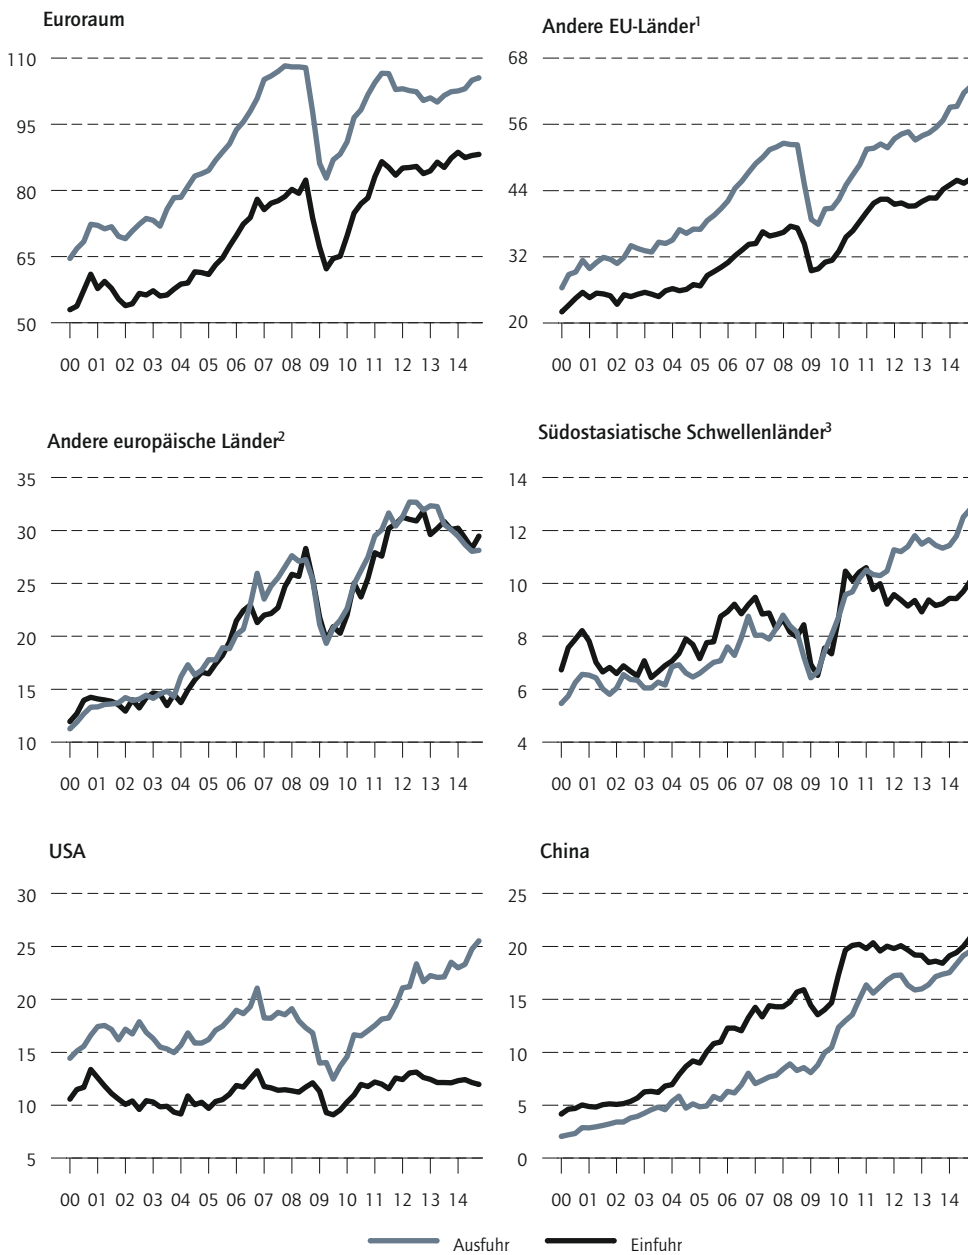 Euroraum
110
95
80
65
50
00 01 02 03 04 05 06 07 08 09 10 11 12 13 14
Andere EU-Länder1
68
56
44
32
20
00 01 02 03 04 05 06 07 08 09 10 11 12 13 14
Andere europäische Länder2
35
30
25
20
15
10
00 01 02 03 04 05 06 07 08 09 10 11 12 13 14
Südostasiatische Schwellenländer3
14
12
10
8
6
4
00 01 02 03 04 05 06 07 08 09 10 11 12 13 14
USA
30
25
20
15
10
5
00 01 02 03 04 05 06 07 08 09 10 11 12 13 14
China
25
20
15
10
5
0
00 01 02 03 04 05 06 07 08 09 10 11 12 13 14
Ausfuhr Einfuhr